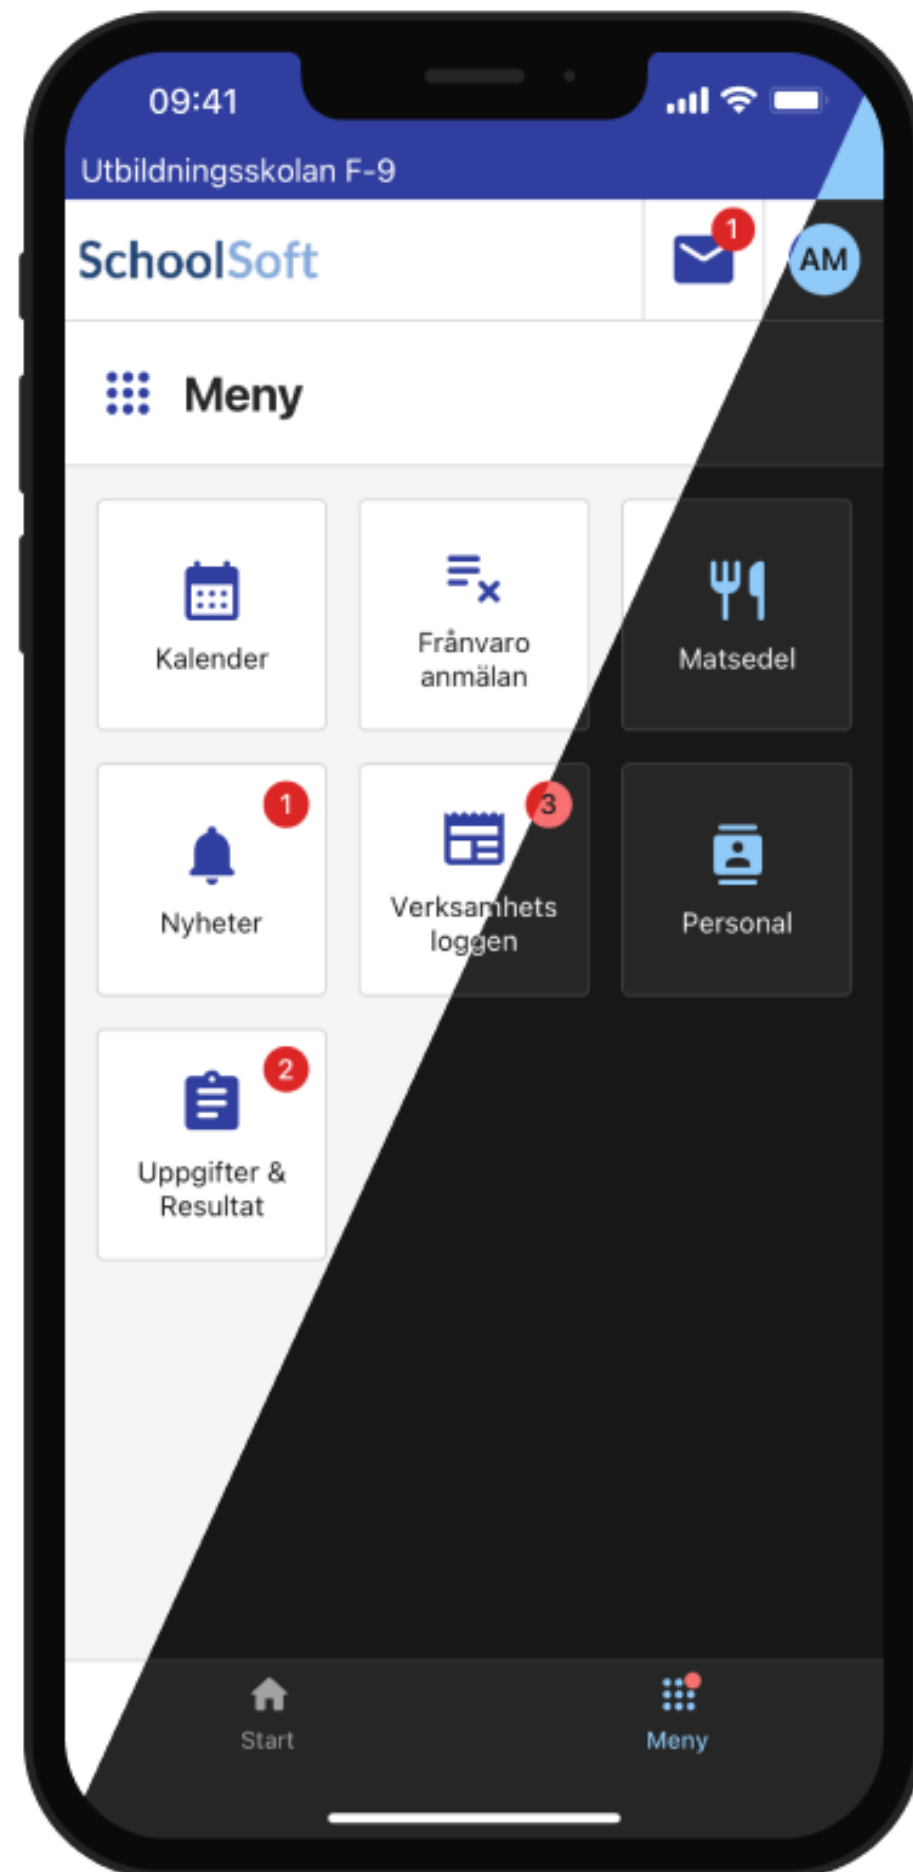 09:41
Utbildningsskolan F-9
SchoolSoft
1
AM
Meny
Kalender
Frånvaro
anmälan
Matsedel
1
Nyheter
3
Verksamhets
loggen
Personal
2
Uppgifter &
Resultat
Start
Meny